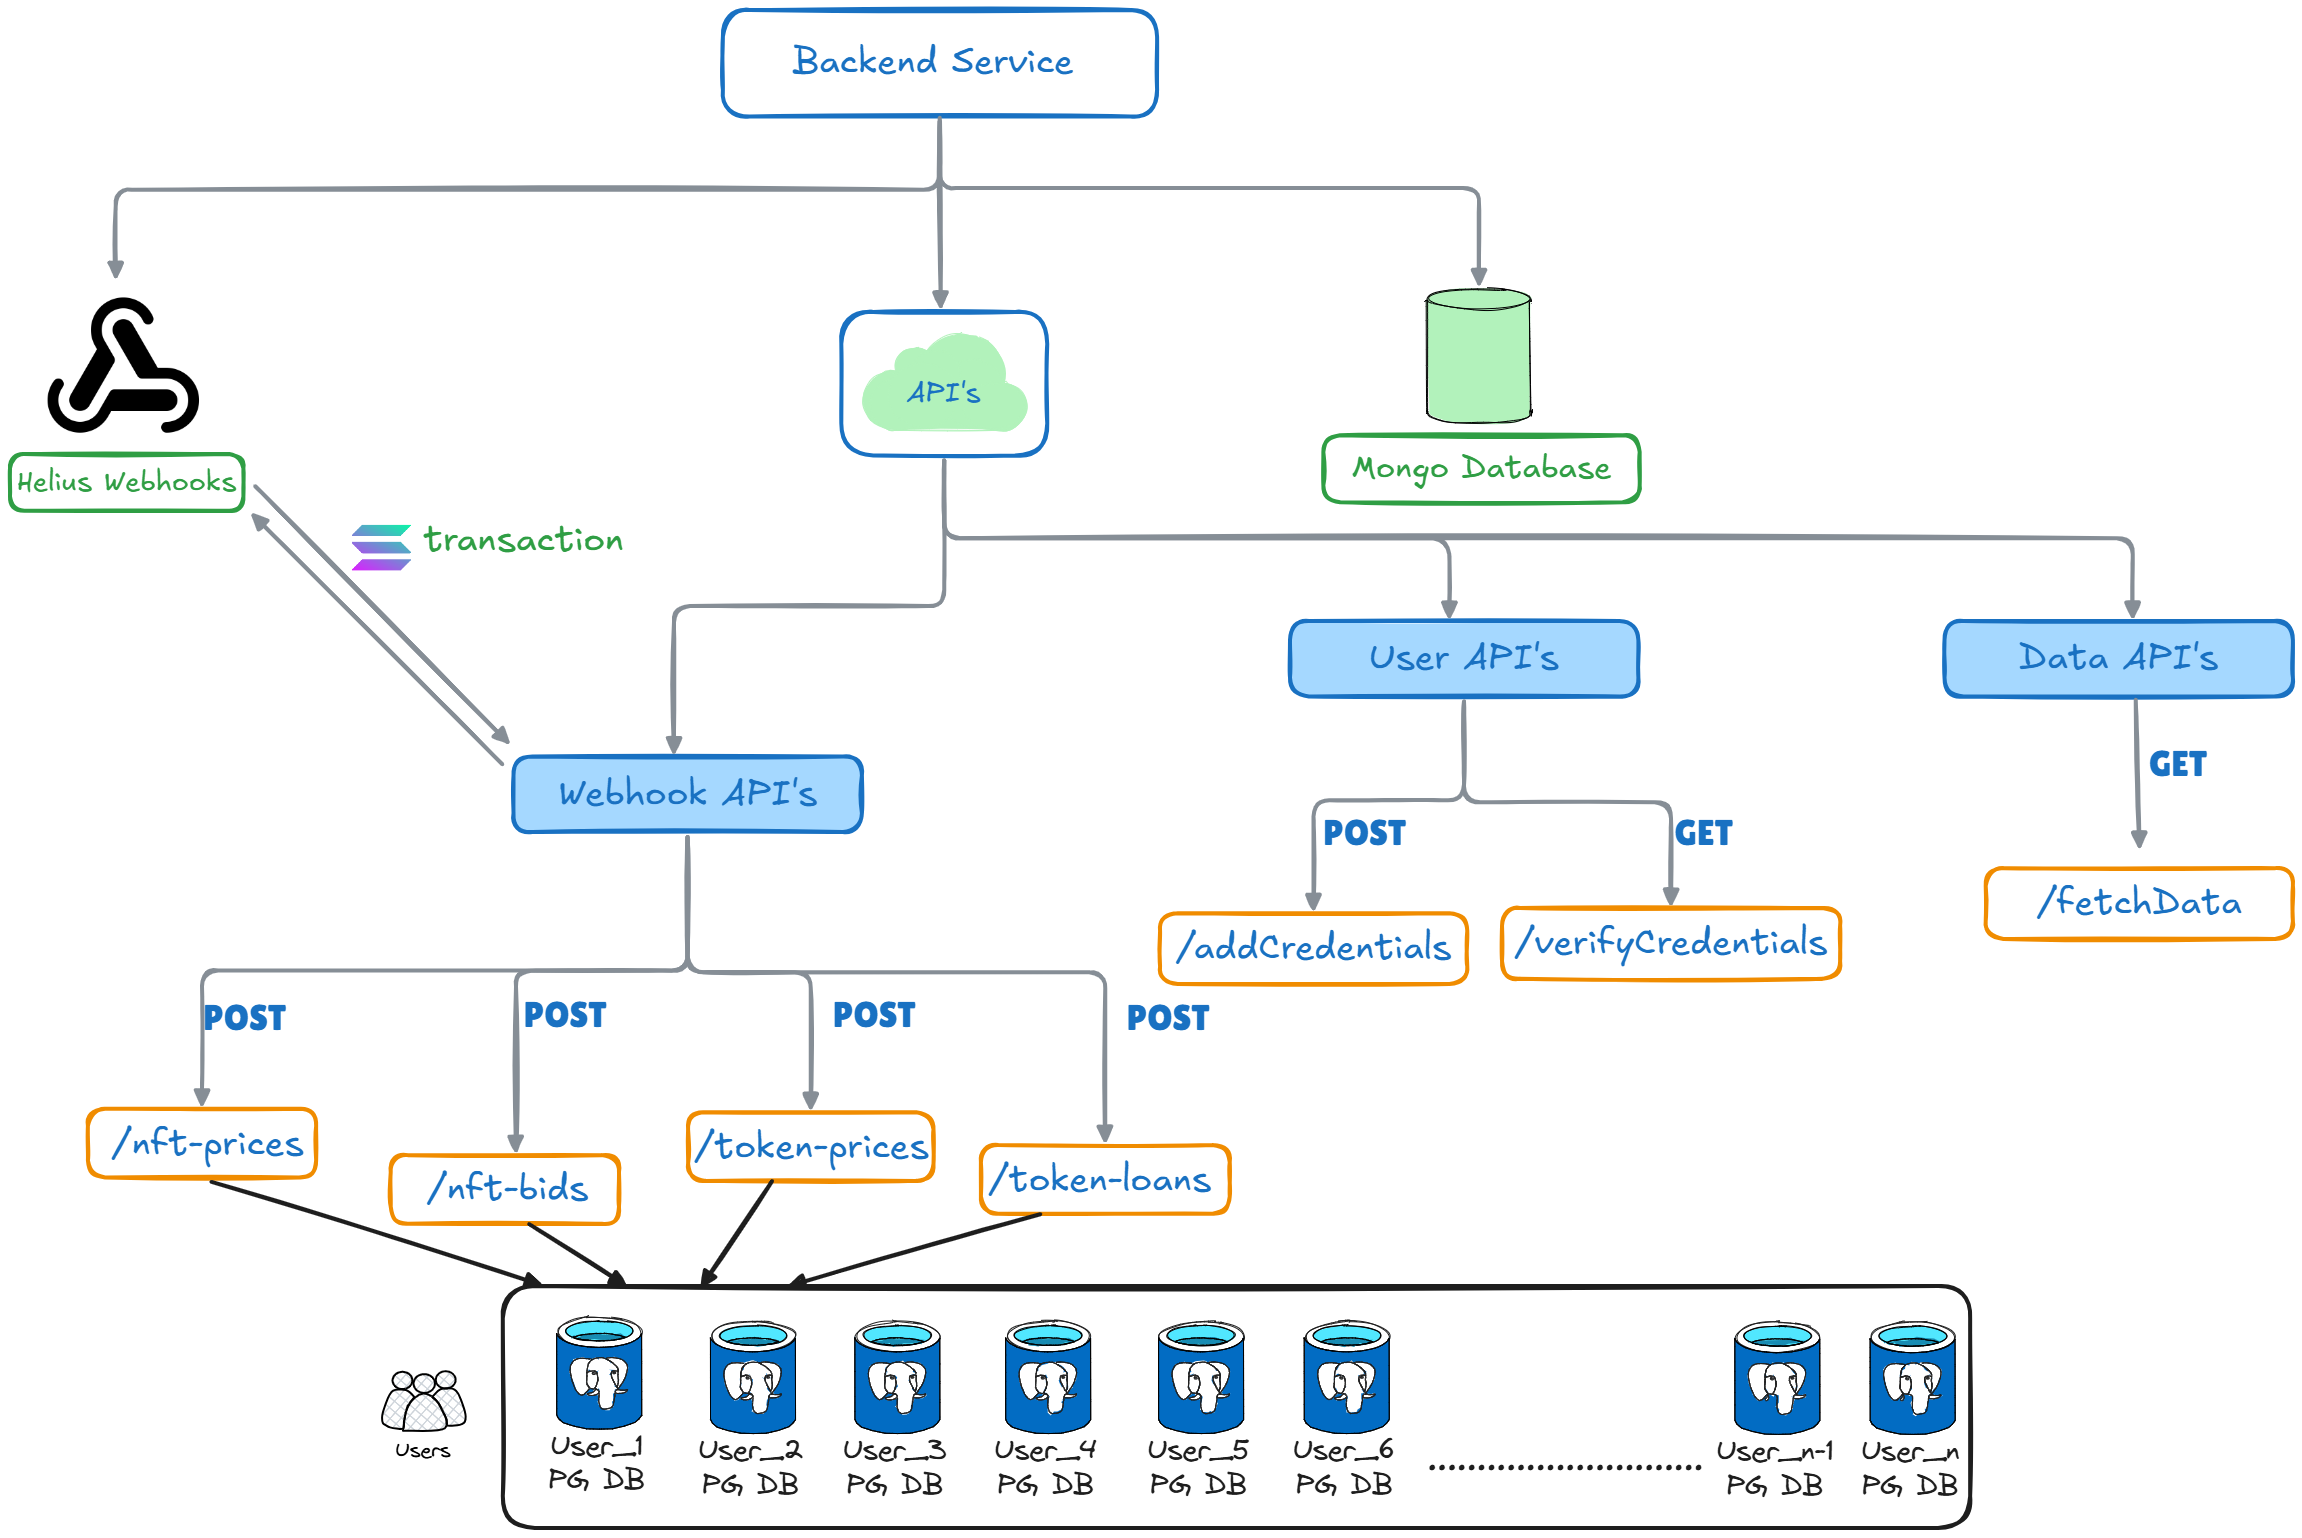 Backend Service
API's
Helius Webhooks
Mongo Database
transaction
User API's
Data API's
Webhook API's
GET
POST
GET
/fetchData
/addCredentials
/verifyCredentials
POST
POST
POST
POST
/nft-prices
/nft-bids
/token-prices
/token-loans
Users
User_1
PG DB
User_2
PG DB
User_3
PG DB
User_4
PG DB
User_5
PG DB
User_6
PG DB
User_n-1
PG DB
User_n
PG DB